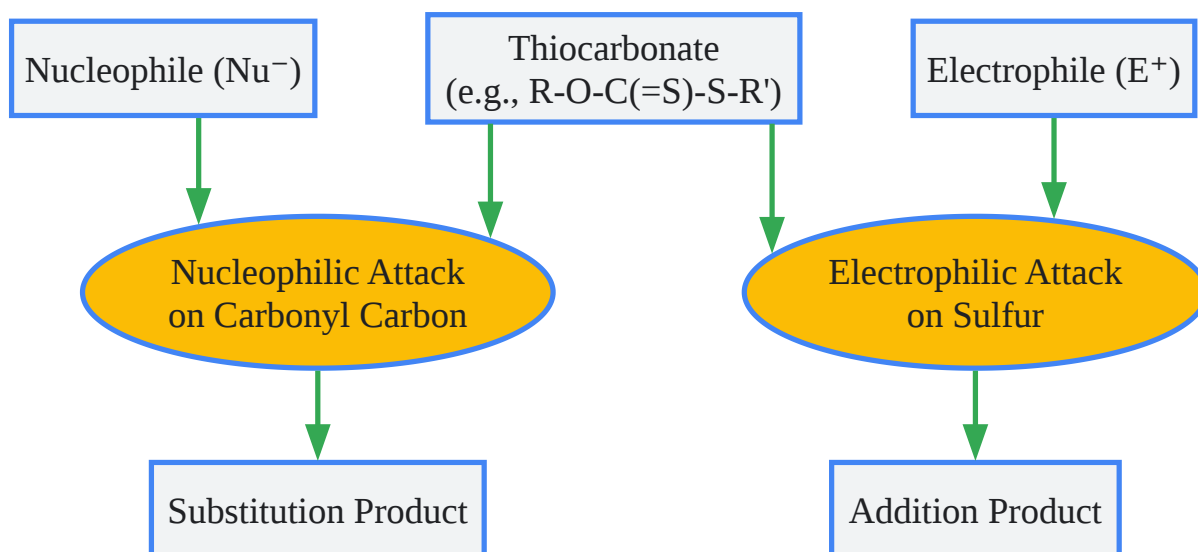 Nucleophile (Nu⁻)
Thiocarbonate
(e.g., R-O-C(=S)-S-R')
Electrophile (E⁺)
Nucleophilic Attack
on Carbonyl Carbon
Electrophilic Attack
on Sulfur
Substitution Product
Addition Product